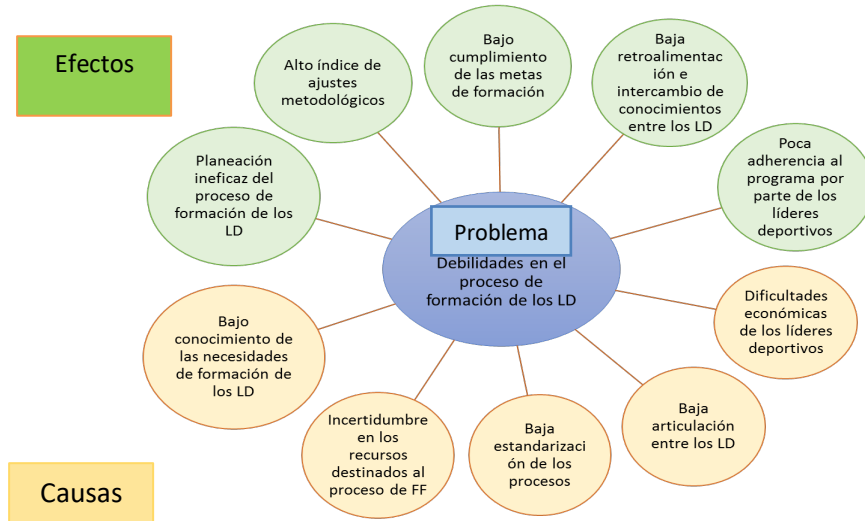 Efectos
Alto índice de
ajustes
metodológicos
Bajo
cumplimiento
de las metas
de formación
Baja
retroalimentac
ión e
intercambio de
conocimientos
entre los LD
Planeación
ineficaz del
proceso de
formación de los
LD
Poca
adherencia al
programa por
parte de los
líderes
deportivos
Problema
Debilidades en el
proceso de
formación de los LD
Bajo
conocimiento de
las necesidades
de formación de
los LD
Dificultades
económicas
de los líderes
deportivos
Incertidumbre
en los
recursos
destinados al
proceso de FF
Baja
estandarizaci
ón de los
procesos
Baja
articulación
entre los LD
Causas